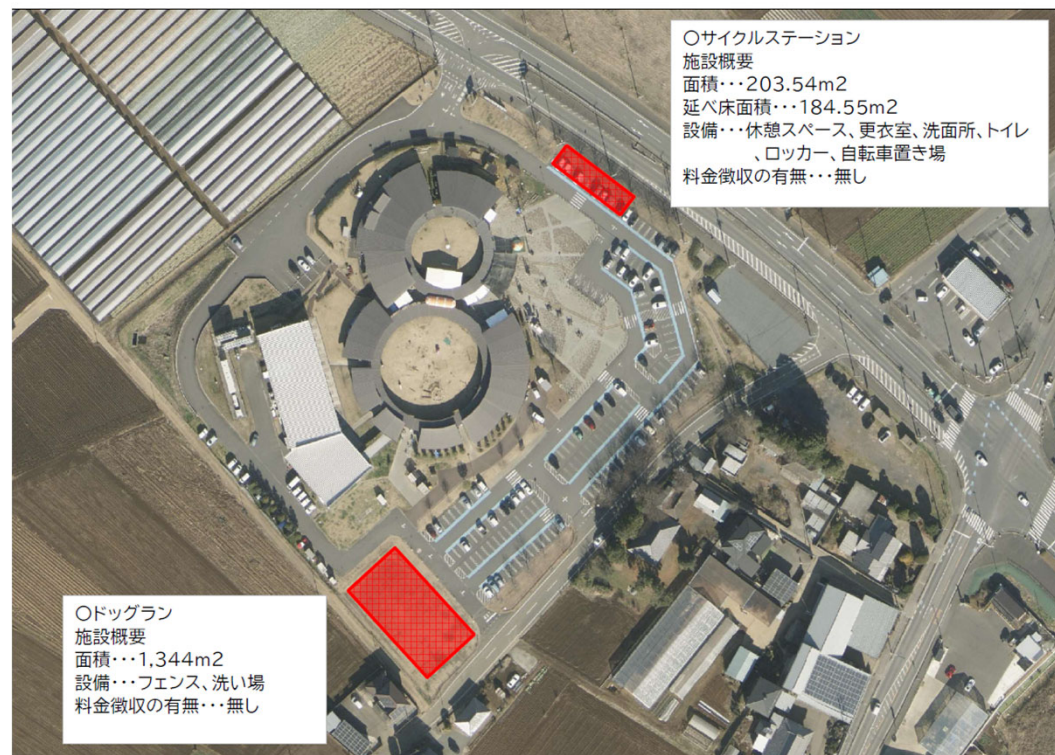 ○サイクルステーション
施設概要
面積・・・203.54m2
延べ床面積・・・184.55m2
設備・・・休憩スペース、更衣室、洗面所、トイレ
、ロッカー、自転車置き場
料金徴収の有無・・・無し
○ドッグラン
施設概要
面積・・・1,344m2
設備・・・フェンス、洗い場
料金徴収の有無・・・無し